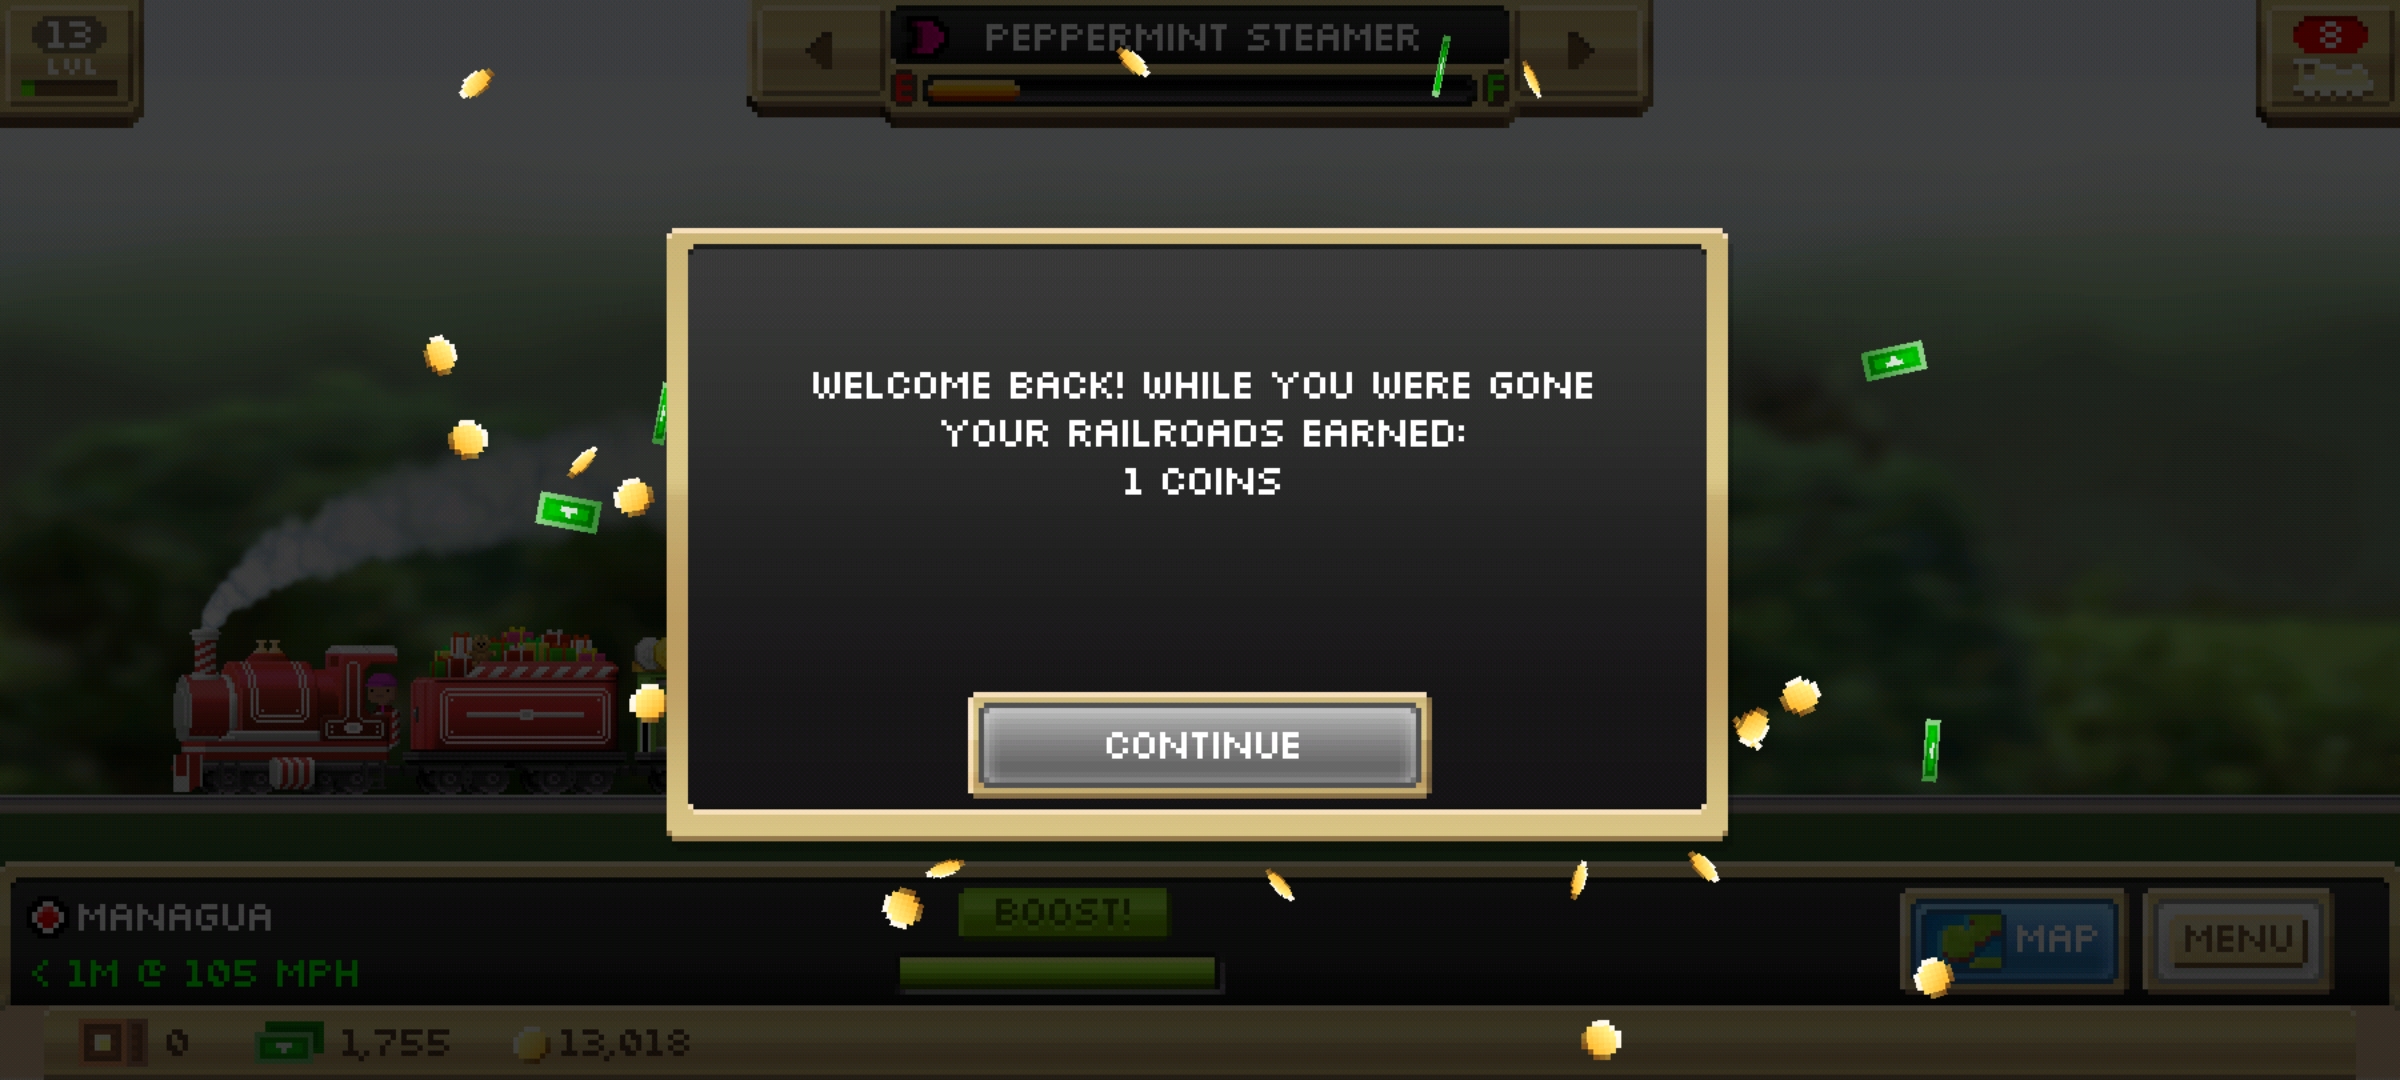 13
LVL
PEPPERMINT STEAMER
E F
8
WELCOME BACK! WHILE YOU WERE GONE
YOUR RAILROADS EARNED:
1 COINS
CONTINUE
MANAGUA
< 1M @ 105 MPH
BOOST!
MAP
MENU
0 1,755 13,018